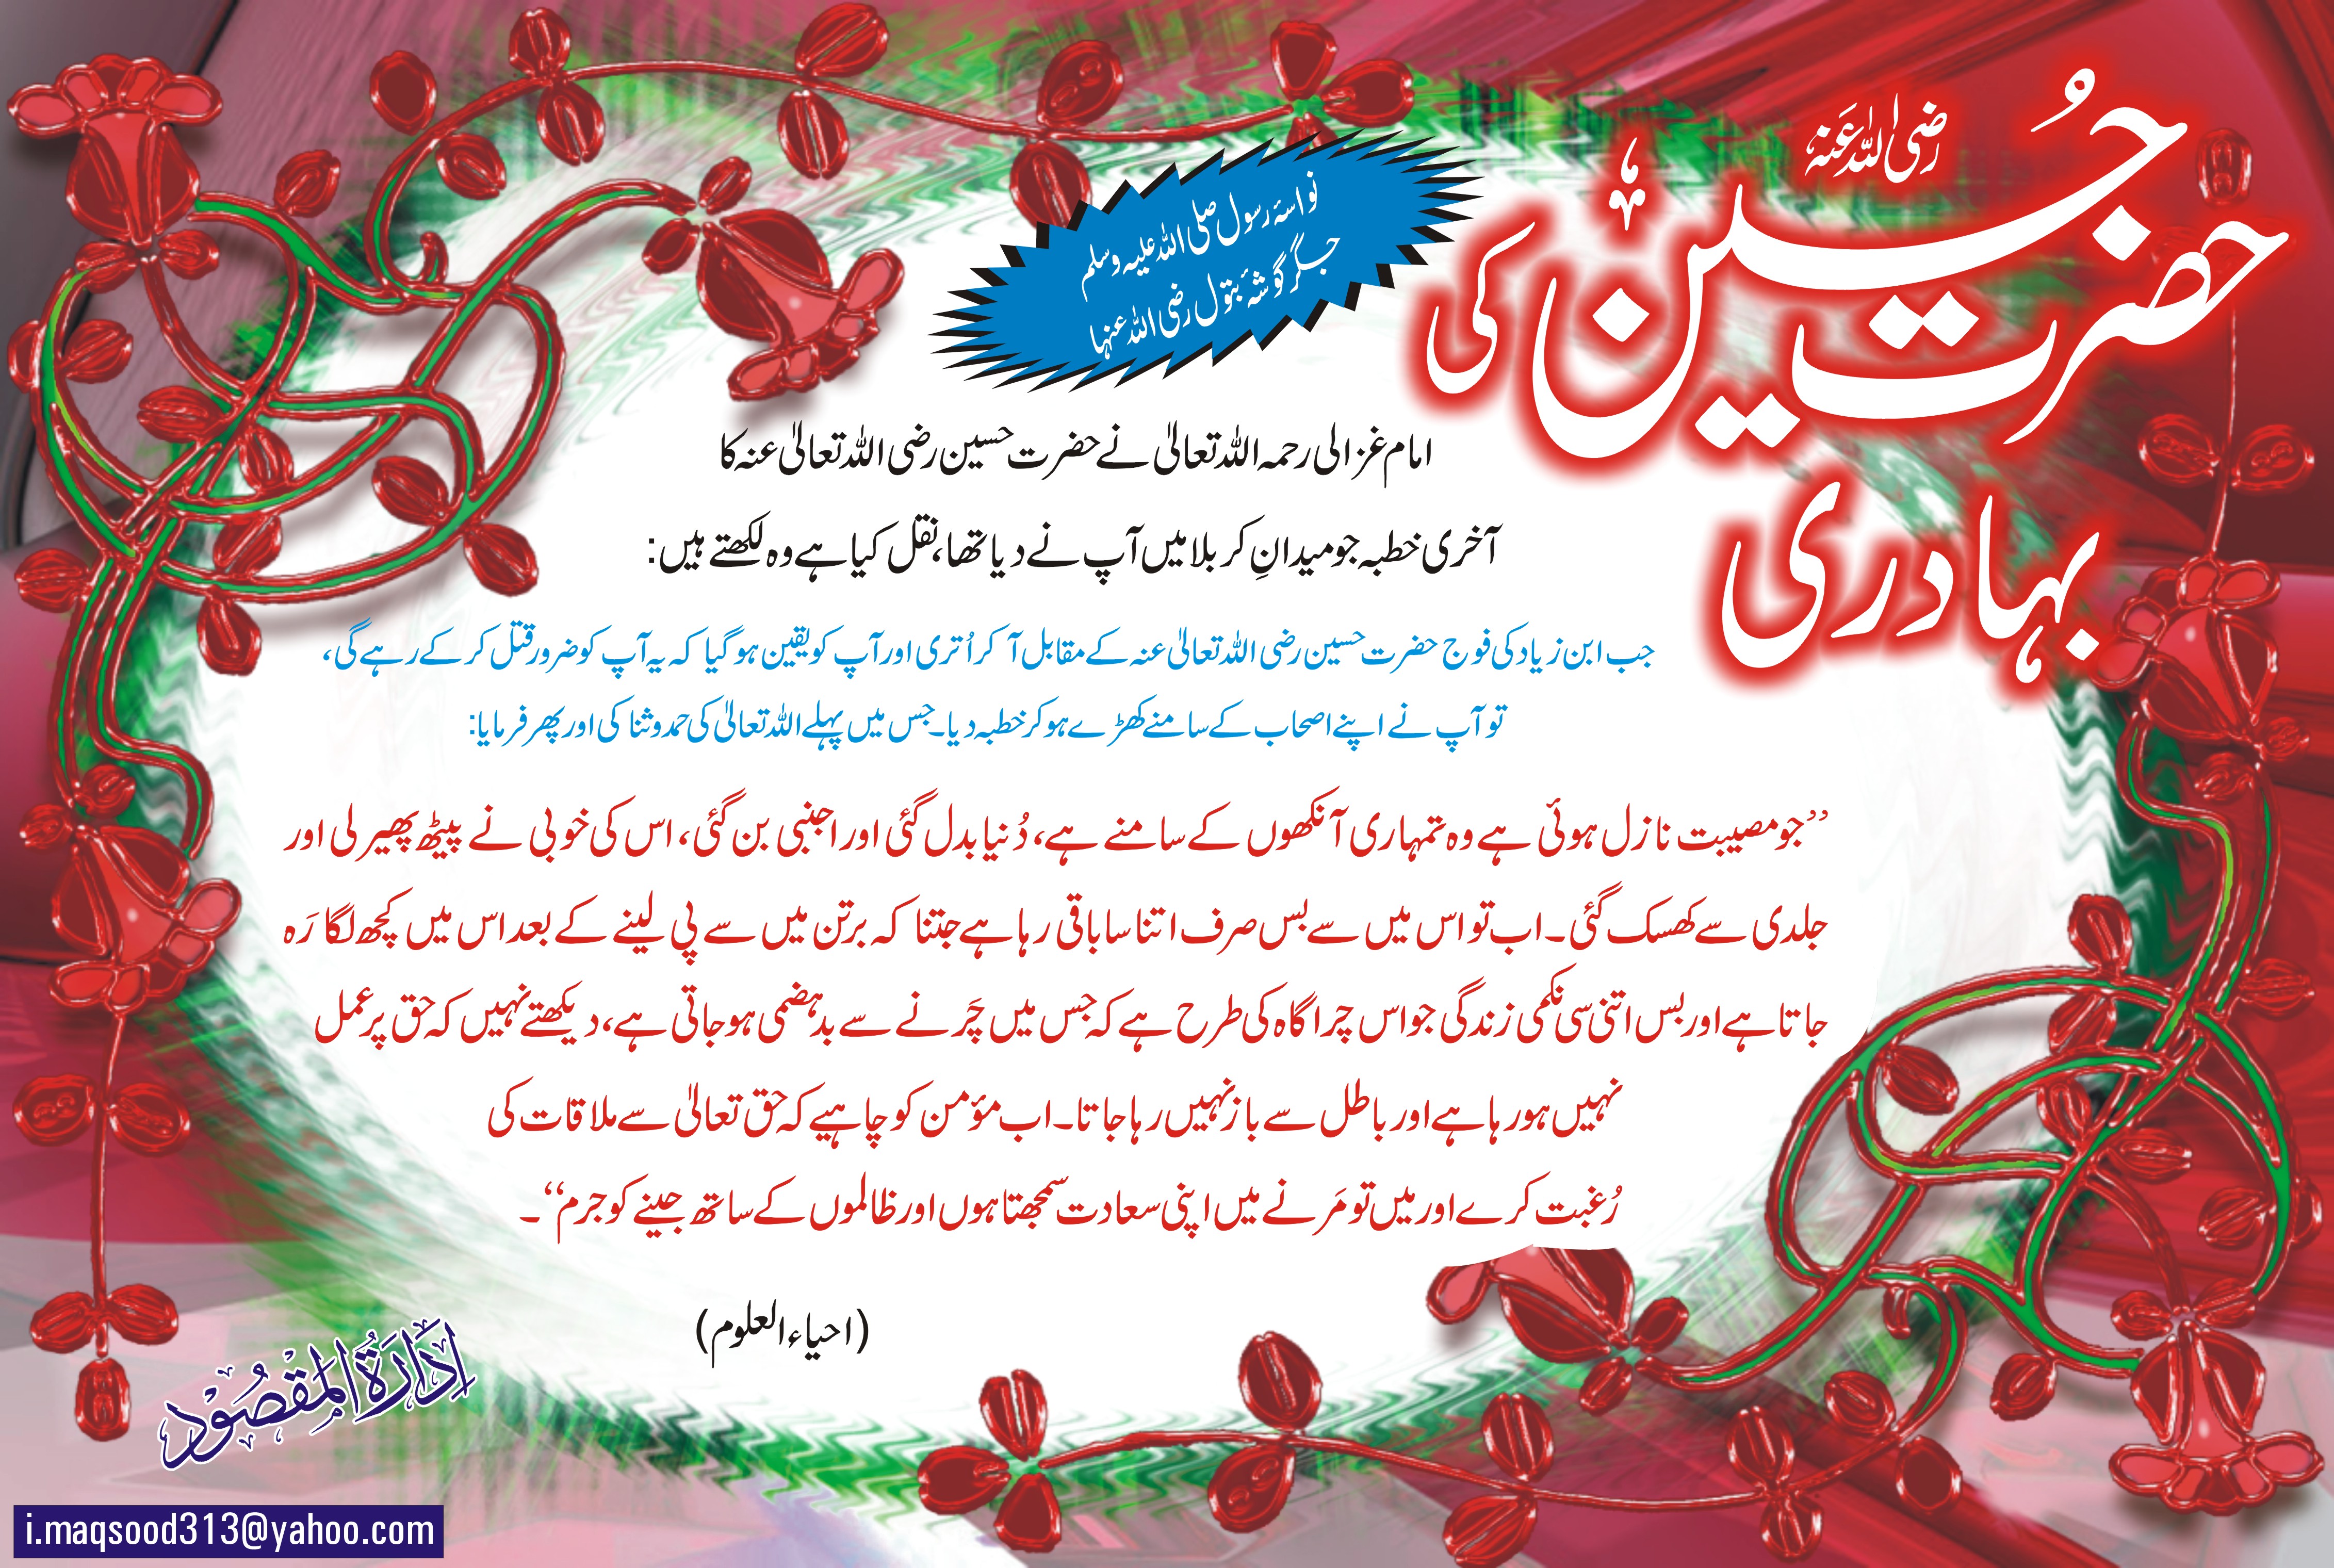 حضرت حُسین رضی اللہ عنہ کی
بہادری
نواسۂ رسول صلی اللہ علیہ وسلم
جگر گوشۂ بتول رضی اللہ عنہا
امام غزالی رحمہ اللہ تعالیٰ نے حضرت حسین رضی اللہ تعالیٰ عنہ کا
آخری خطبہ جو میدانِ کربلا میں آپ نے دیا تھا، نقل کیا ہے وہ لکھتے ہیں:
جب ابن زیاد کی فوج حضرت حسین رضی اللہ تعالیٰ عنہ کے مقابل آ کر اُتری اور آپ کو یقین ہو گیا کہ یہ آپ کو ضرور قتل کر کے رہے گی،
تو آپ نے اپنے اصحاب کے سامنے کھڑے ہو کر خطبہ دیا۔ جس میں پہلے اللہ تعالیٰ کی حمد و ثنا کی اور پھر فرمایا:
’’جو مصیبت نازل ہوئی ہے وہ تمہاری آنکھوں کے سامنے ہے، دُنیا بدل گئی اور اجنبی بن گئی، اس کی خوبی نے پیٹھ پھیر لی اور
جلدی سے کھسک گئی۔ اب تو اس میں سے بس صرف اتنا سا باقی رہا ہے جتنا کہ برتن میں سے پی لینے کے بعد اس میں کچھ لگا رَہ
جاتا ہے اور بس اتنی سی نکمی زندگی جو اس چراگاہ کی طرح ہے کہ جس میں چَرنے سے بدہضمی ہو جاتی ہے، دیکھتے نہیں کہ حق پر عمل
نہیں ہو رہا ہے اور باطل سے باز نہیں رہا جاتا۔ اب مؤمن کو چاہیے کہ حق تعالیٰ سے ملاقات کی
رُغبت کرے اور میں تو مَرنے میں اپنی سعادت سمجھتا ہوں اور ظالموں کے ساتھ جینے کو جرم‘‘۔
(احیاء العلوم)
اِدَارَۃُ الْمَقْصُوْد
i.maqsood313@yahoo.com